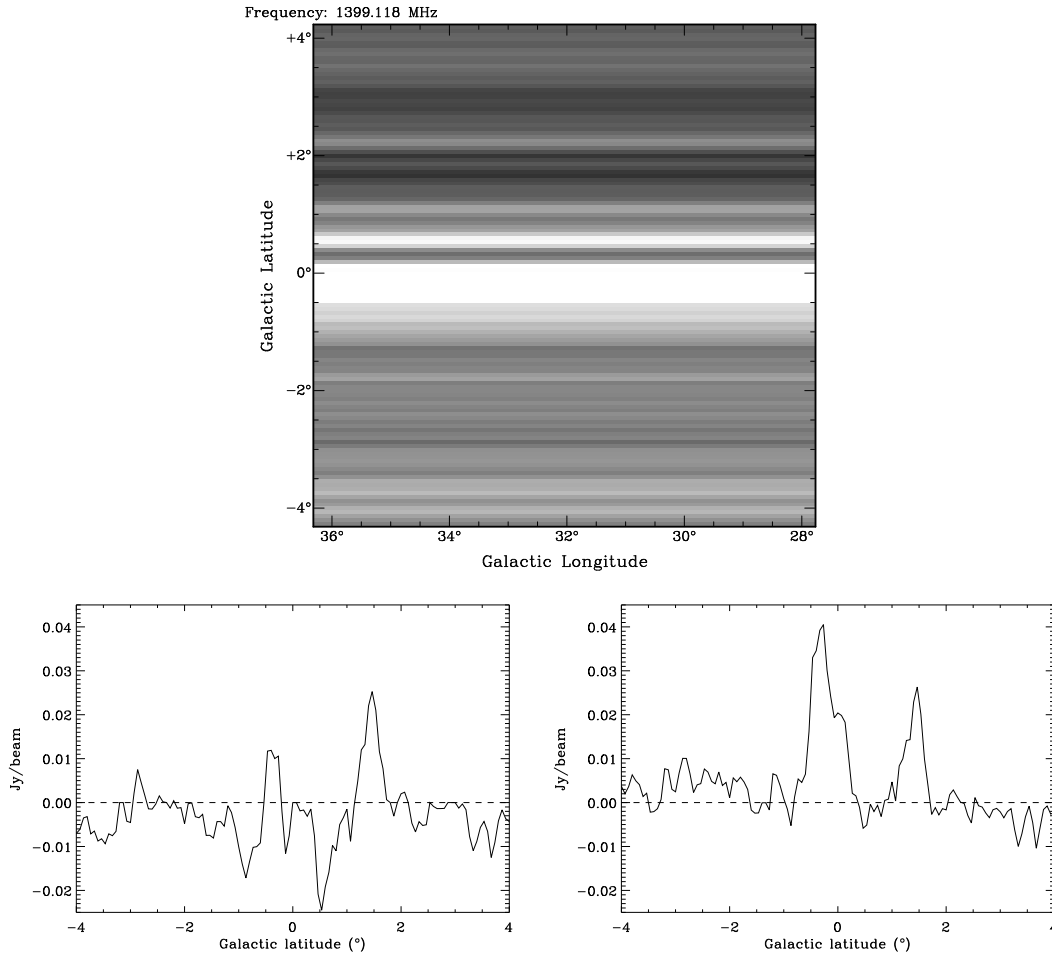 Frequency: 1399.118 MHz
+4°
+2°
0°
−2°
−4°
Galactic Latitude
36° 34° 32° 30° 28°
Galactic Longitude
0.04
0.03
0.02
0.01
0.00
−0.01
−0.02
Jy/beam
−4 −2 0 2 4
Galactic latitude (°)
0.04
0.03
0.02
0.01
0.00
−0.01
−0.02
Jy/beam
−4 −2 0 2 4
Galactic latitude (°)